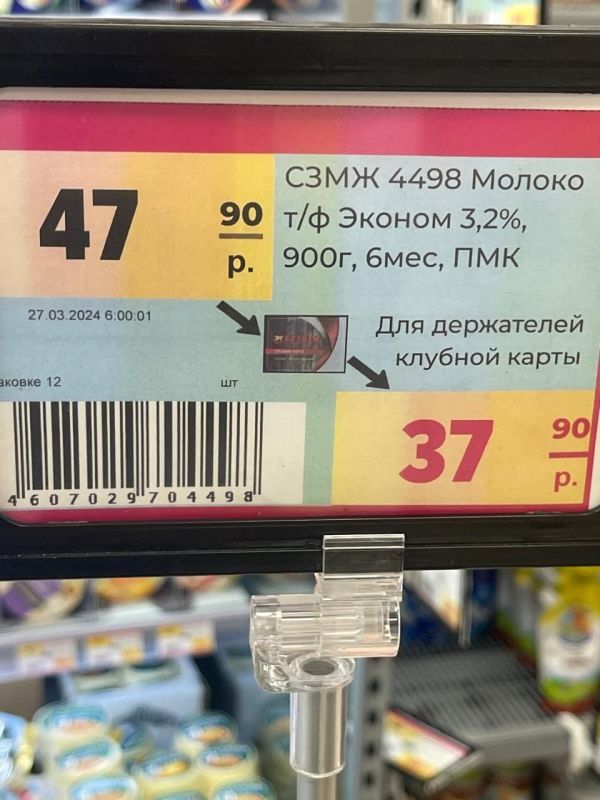 47 90 р.
СЗМЖ 4498 Молоко
т/ф Эконом 3,2%,
900г, 6мес, ПМК
27.03.2024 6:00:01
Для держателей
клубной карты
аковке 12 шт
37 90 р.
4607029704498